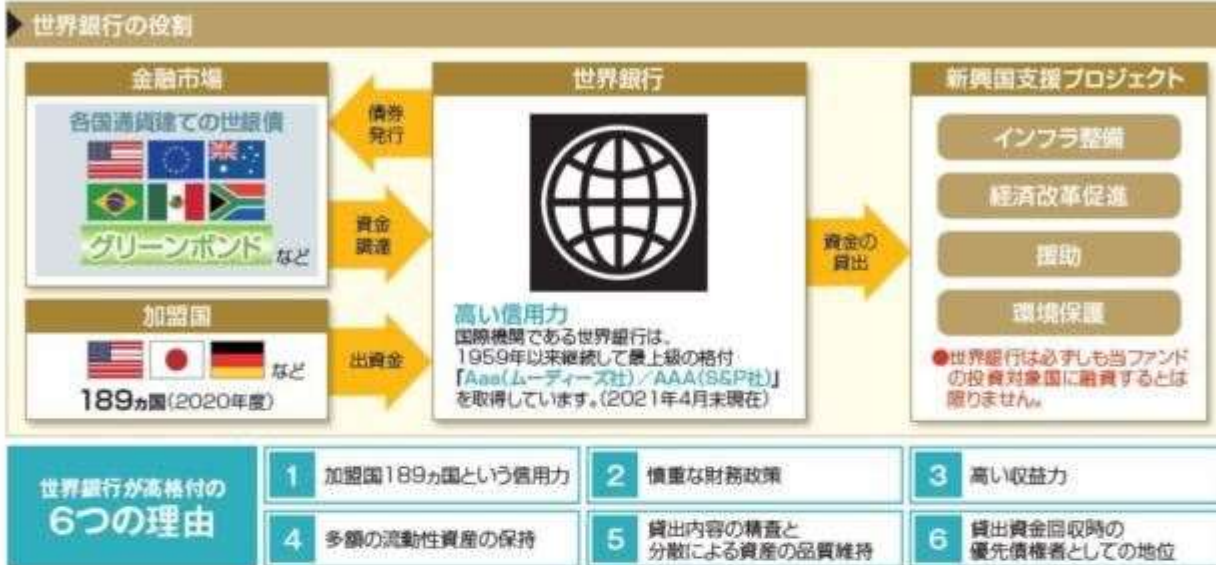 世界銀行の役割
金融市場
各国通貨建ての世銀債
グリーンボンド など
債券
発行
資金
調達
加盟国
など
189ヵ国(2020年度)
出資金
世界銀行
高い信用力
国際機関である世界銀行は、
1959年以来継続して最上級の格付
「Aaa(ムーディーズ社)/AAA(S&P社)」
を取得しています。(2021年4月末現在)
資金の
貸出
新興国支援プロジェクト
インフラ整備
経済改革促進
援助
環境保護
●世界銀行は必ずしも当ファンド
の投資対象国に融資するとは
限りません。
世界銀行が高格付の
6つの理由
1 加盟国189ヵ国という信用力
2 慎重な財務政策
3 高い収益力
4 多額の流動性資産の保持
5 貸出内容の精査と
分散による資産の品質維持
6 貸出資金回収時の
優先債権者としての地位